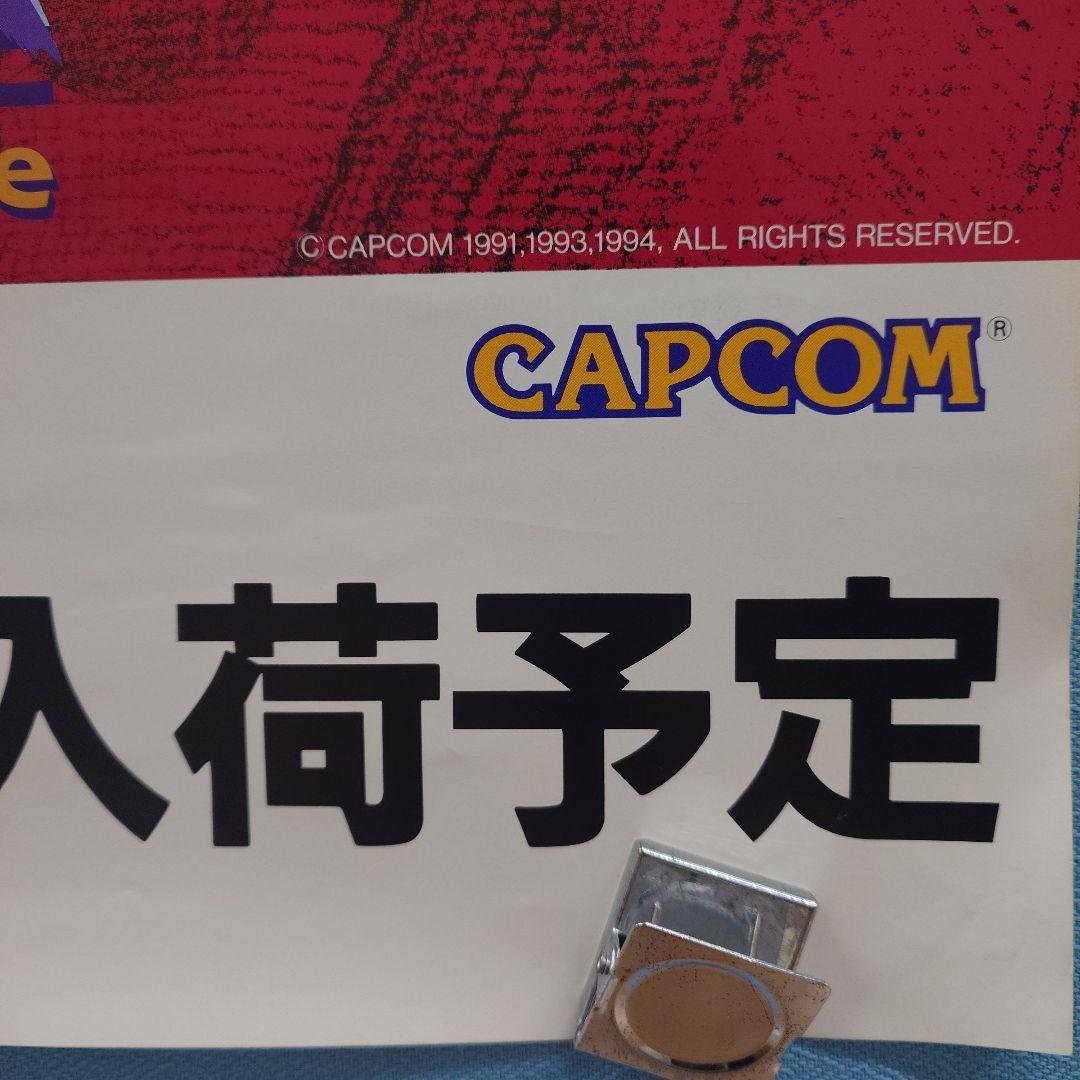 e
© CAPCOM 1991,1993,1994, ALL RIGHTS RESERVED.
CAPCOM®
入荷予定